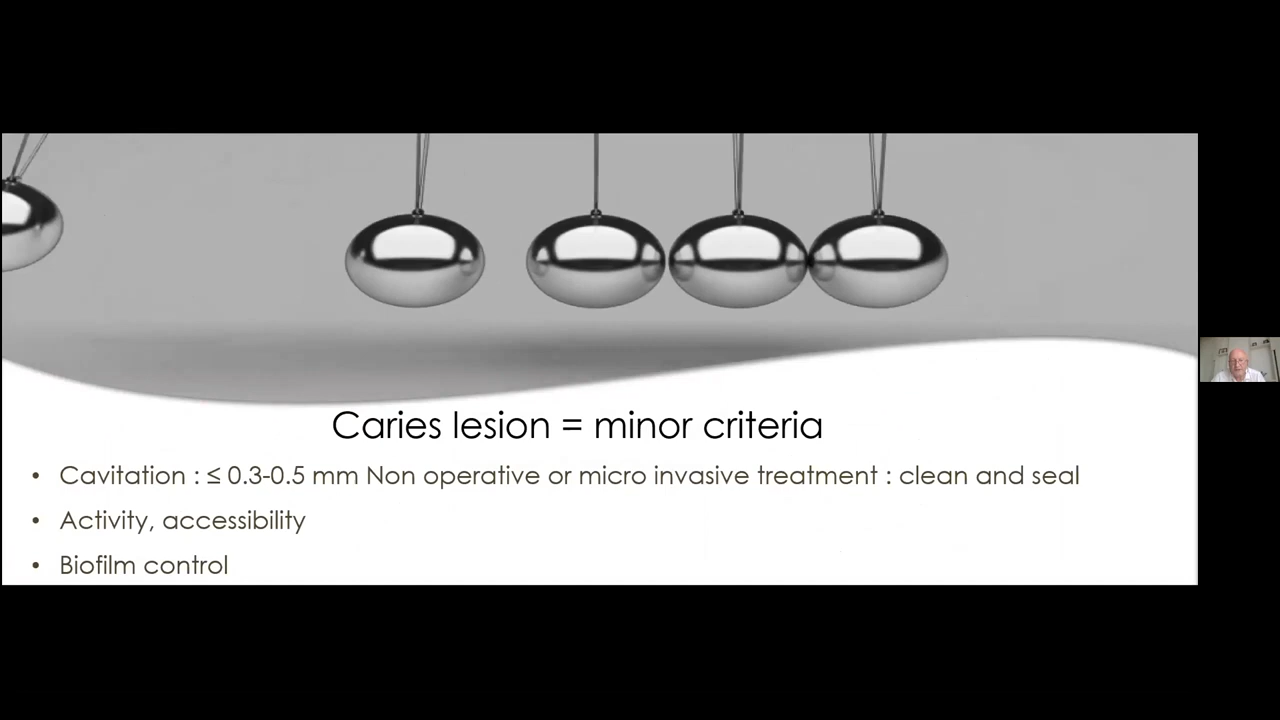 Caries lesion = minor criteria
• Cavitation : ≤ 0.3-0.5 mm Non operative or micro invasive treatment : clean and seal
• Activity, accessibility
• Biofilm control